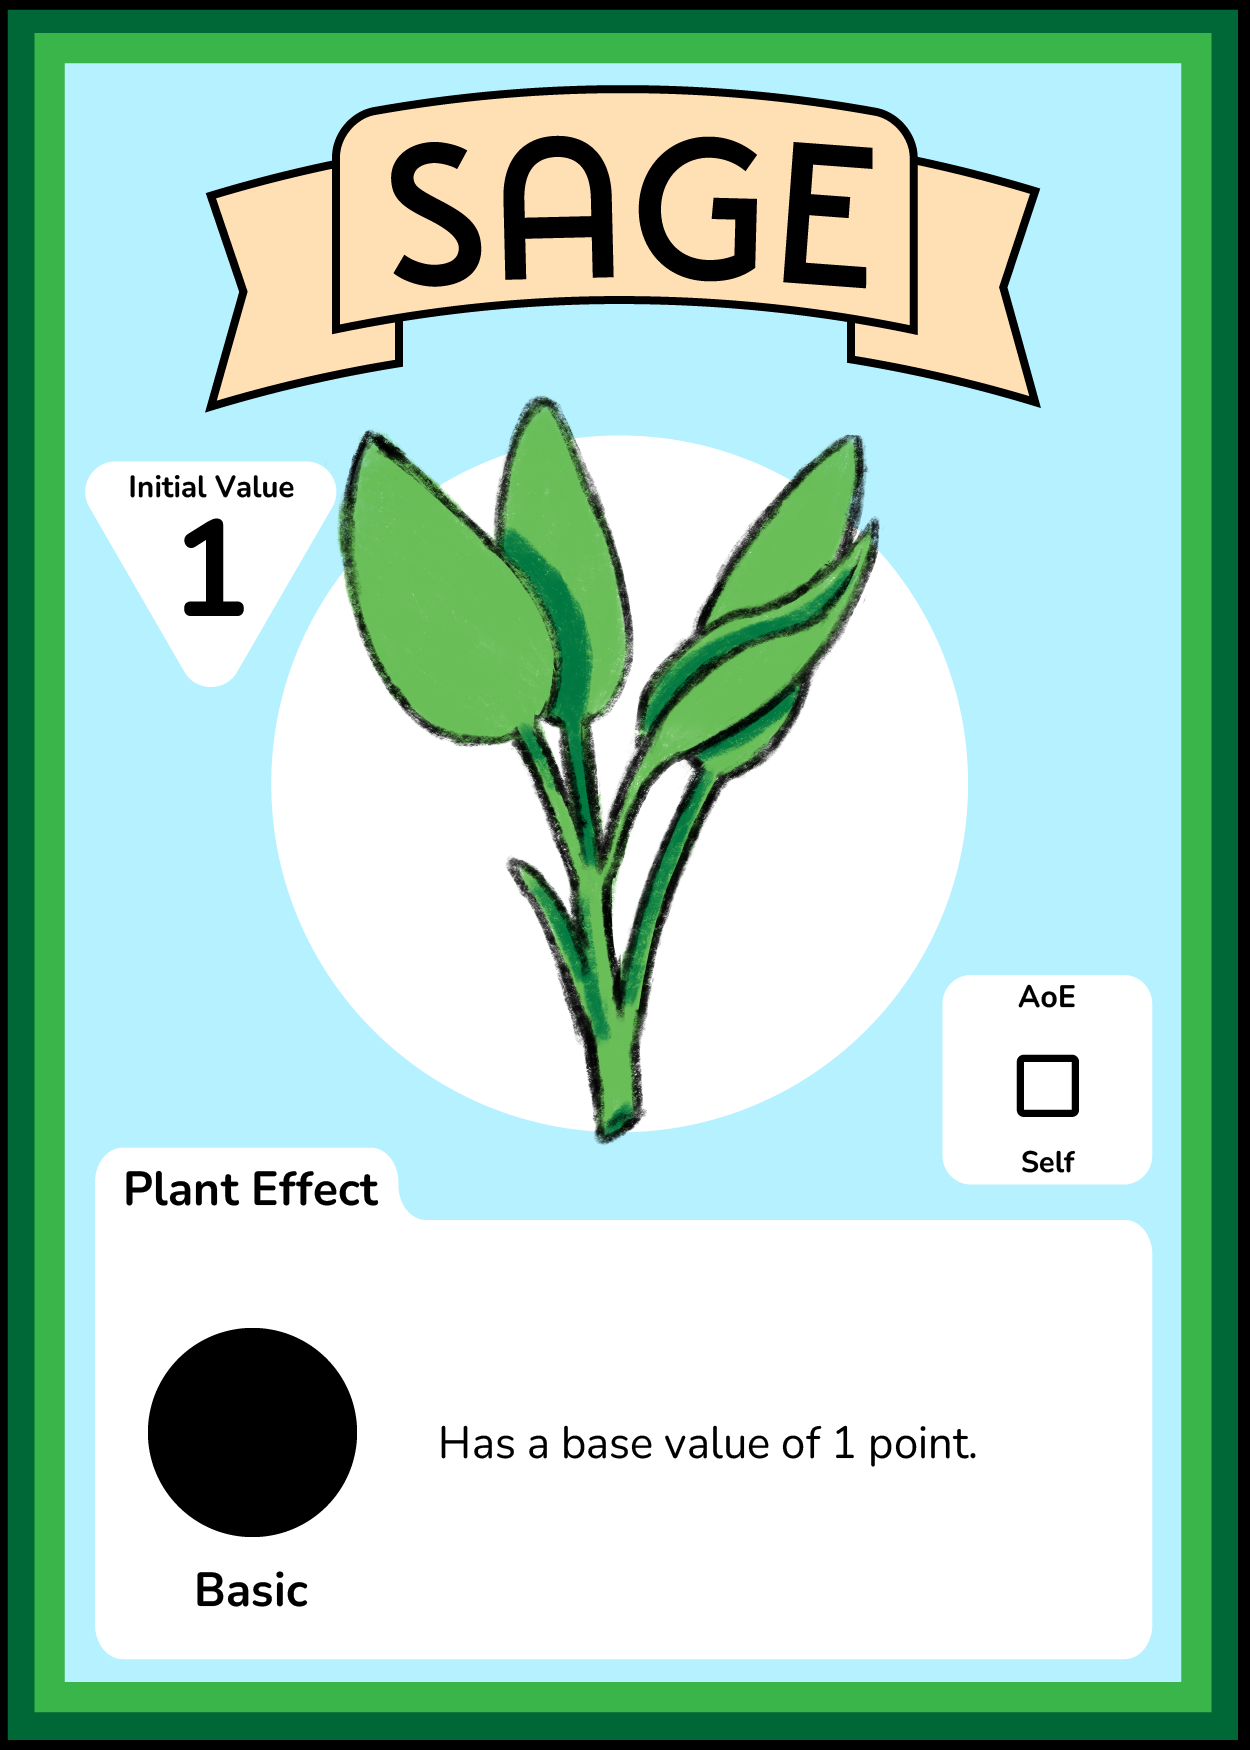 SAGE
Initial Value
1
AoE
Self
Plant Effect
Has a base value of 1 point.
Basic